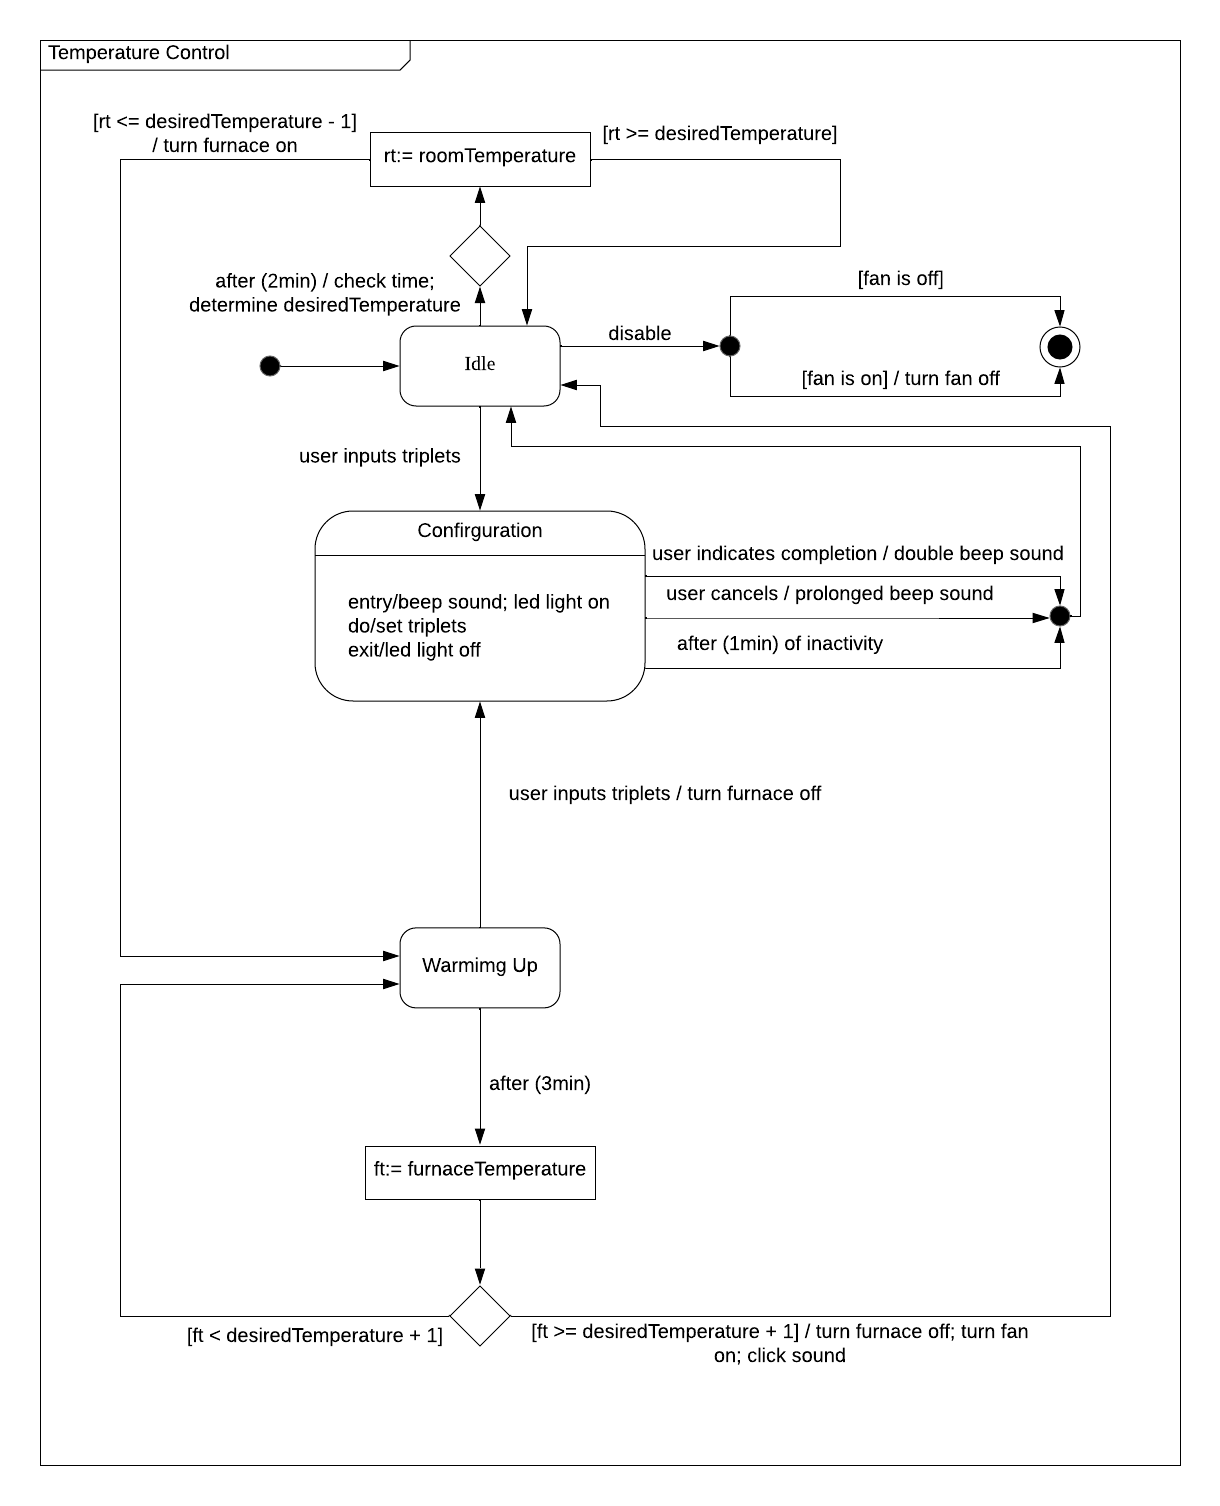 Temperature Control
[rt <= desiredTemperature - 1]
/ turn furnace on
rt:= roomTemperature
[rt >= desiredTemperature]
after (2min) / check time;
determine desiredTemperature
[fan is off]
disable
Idle
[fan is on] / turn fan off
user inputs triplets
Confirguration
user indicates completion / double beep sound
entry/beep sound; led light on
do/set triplets
exit/led light off
user cancels / prolonged beep sound
after (1min) of inactivity
user inputs triplets / turn furnace off
Warmimg Up
after (3min)
ft:= furnaceTemperature
[ft < desiredTemperature + 1]
[ft >= desiredTemperature + 1] / turn furnace off; turn fan
on; click sound